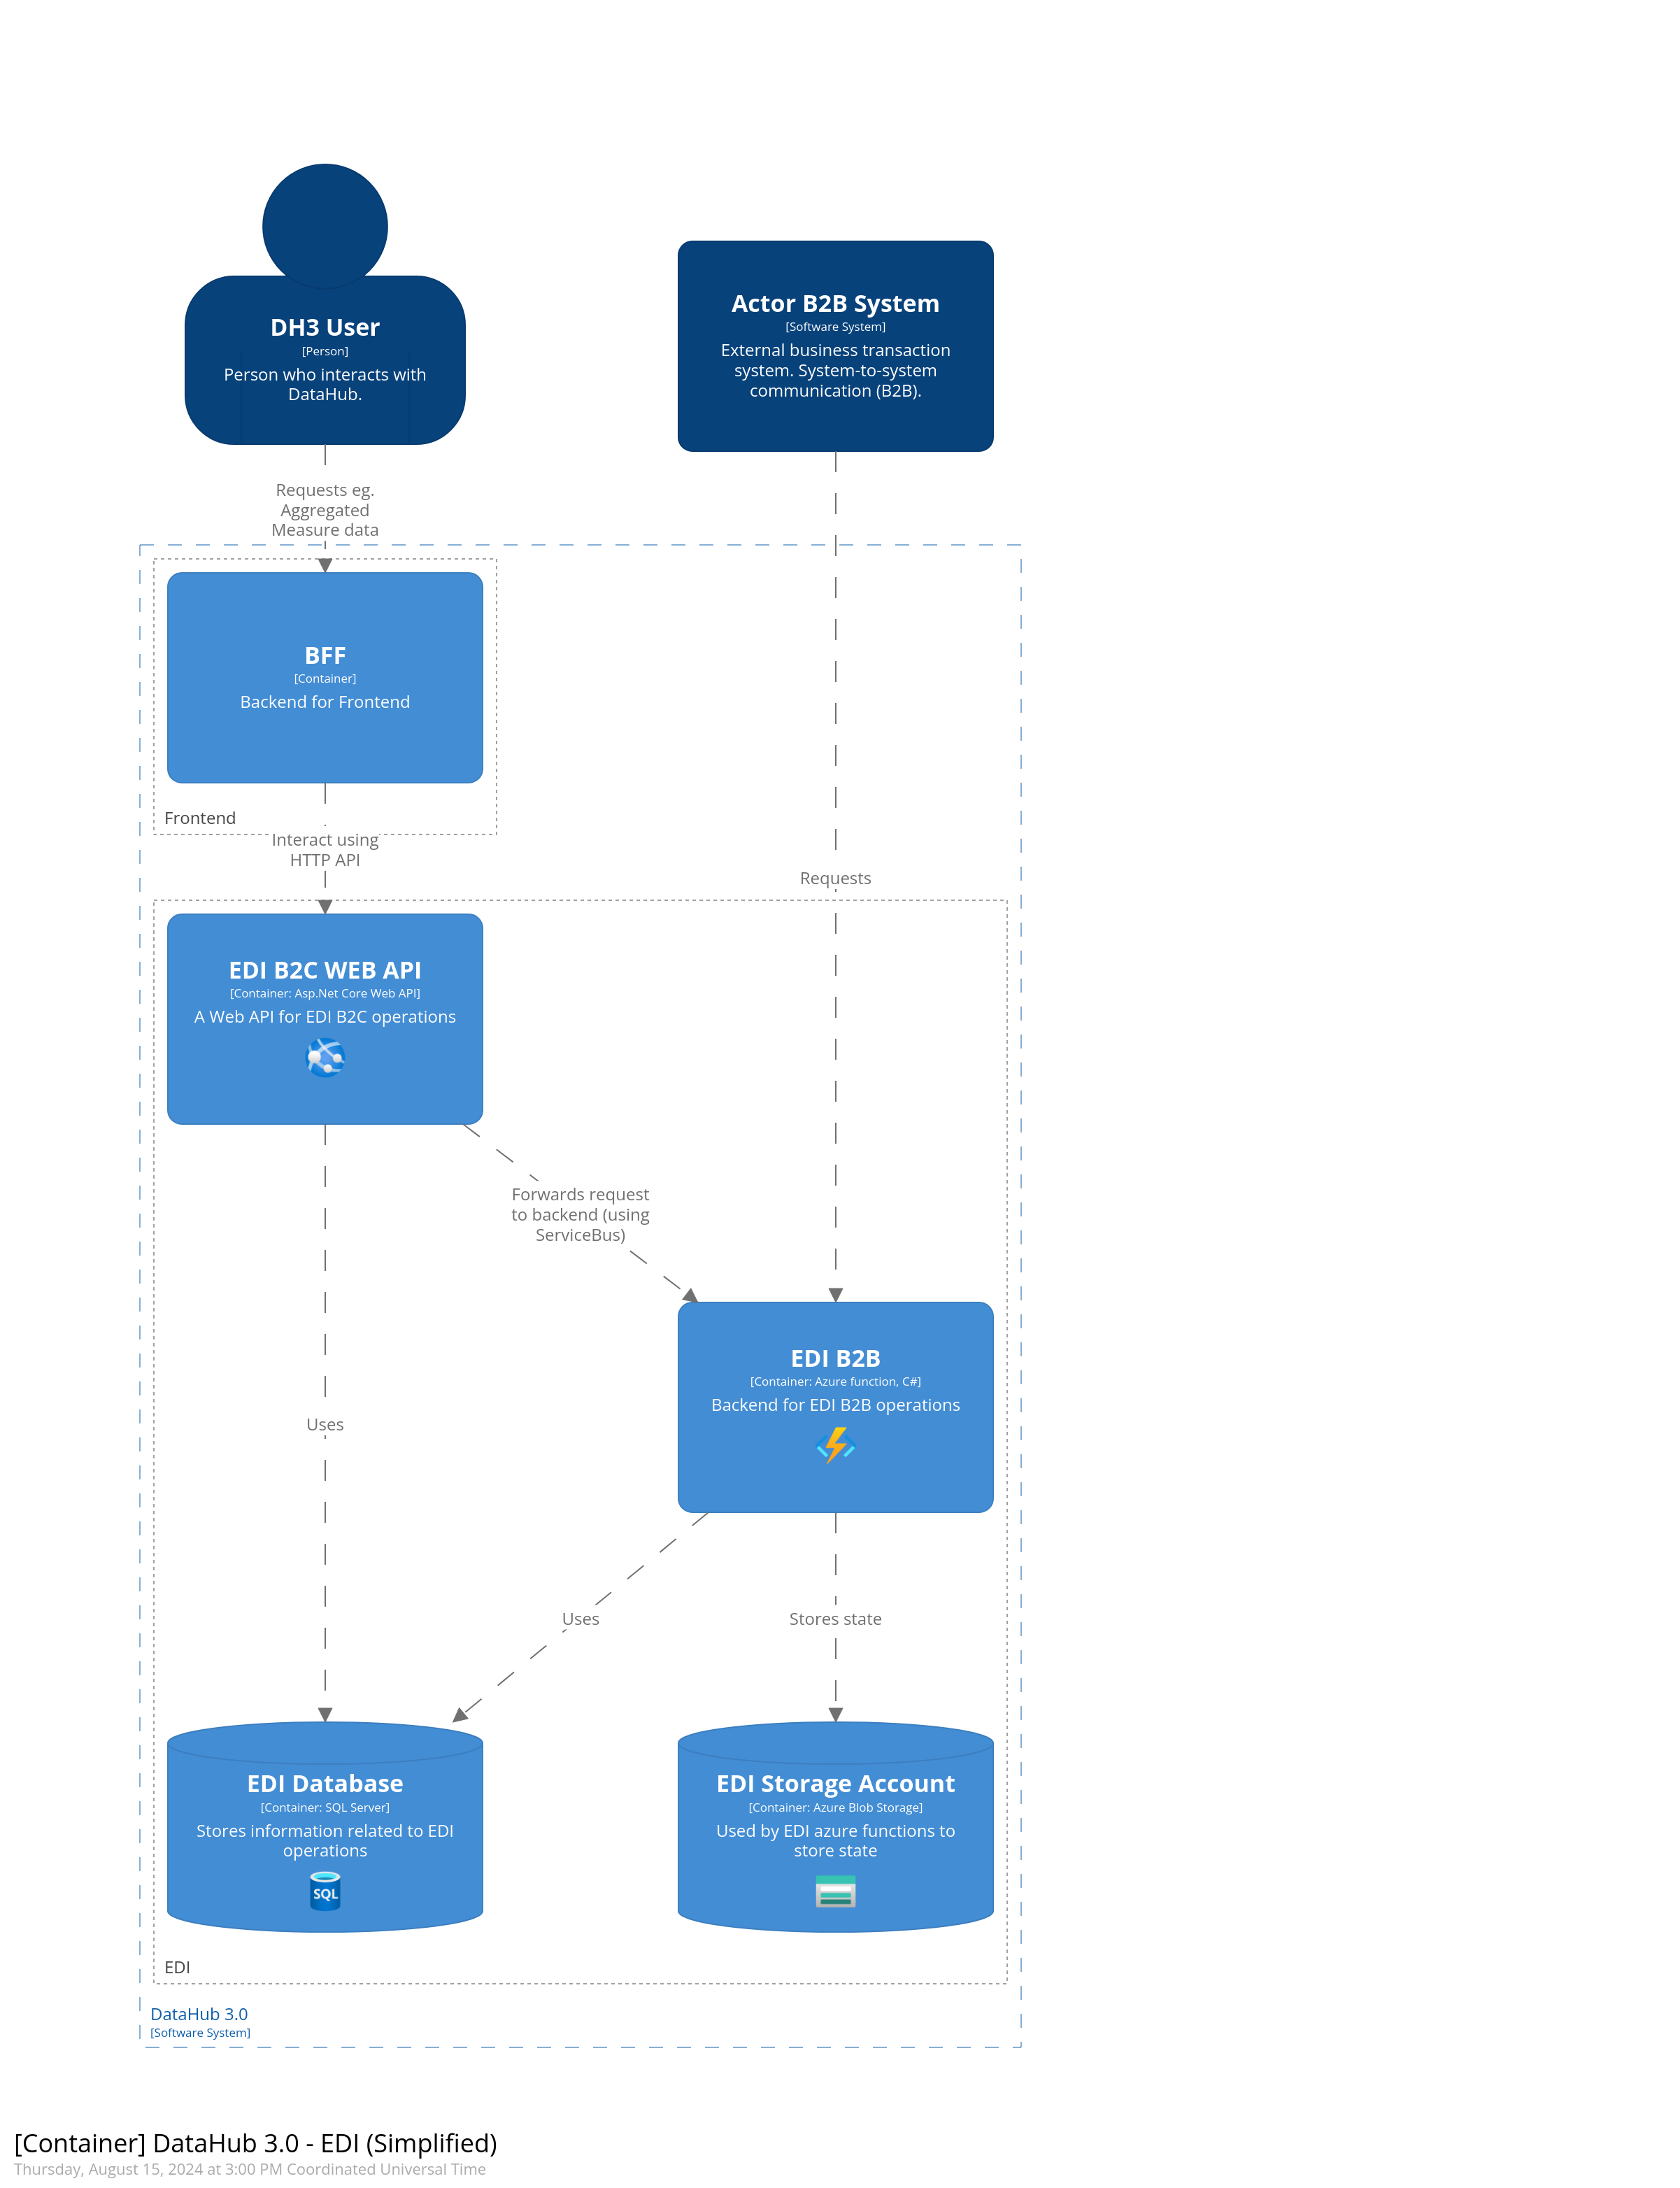 DH3 User
[Person]
Person who interacts with
DataHub.
Actor B2B System
[Software System]
External business transaction
system. System-to-system
communication (B2B).
Requests eg.
Aggregated
Measure data
BFF
[Container]
Backend for Frontend
Frontend
Interact using
HTTP API
Requests
EDI B2C WEB API
[Container: Asp.Net Core Web API]
A Web API for EDI B2C operations
Forwards request
to backend (using
ServiceBus)
EDI B2B
[Container: Azure function, C#]
Backend for EDI B2B operations
Uses
Uses
Stores state
EDI Database
[Container: SQL Server]
Stores information related to EDI
operations
SQL
EDI Storage Account
[Container: Azure Blob Storage]
Used by EDI azure functions to
store state
EDI
DataHub 3.0
[Software System]
[Container] DataHub 3.0 - EDI (Simplified)
Thursday, August 15, 2024 at 3:00 PM Coordinated Universal Time